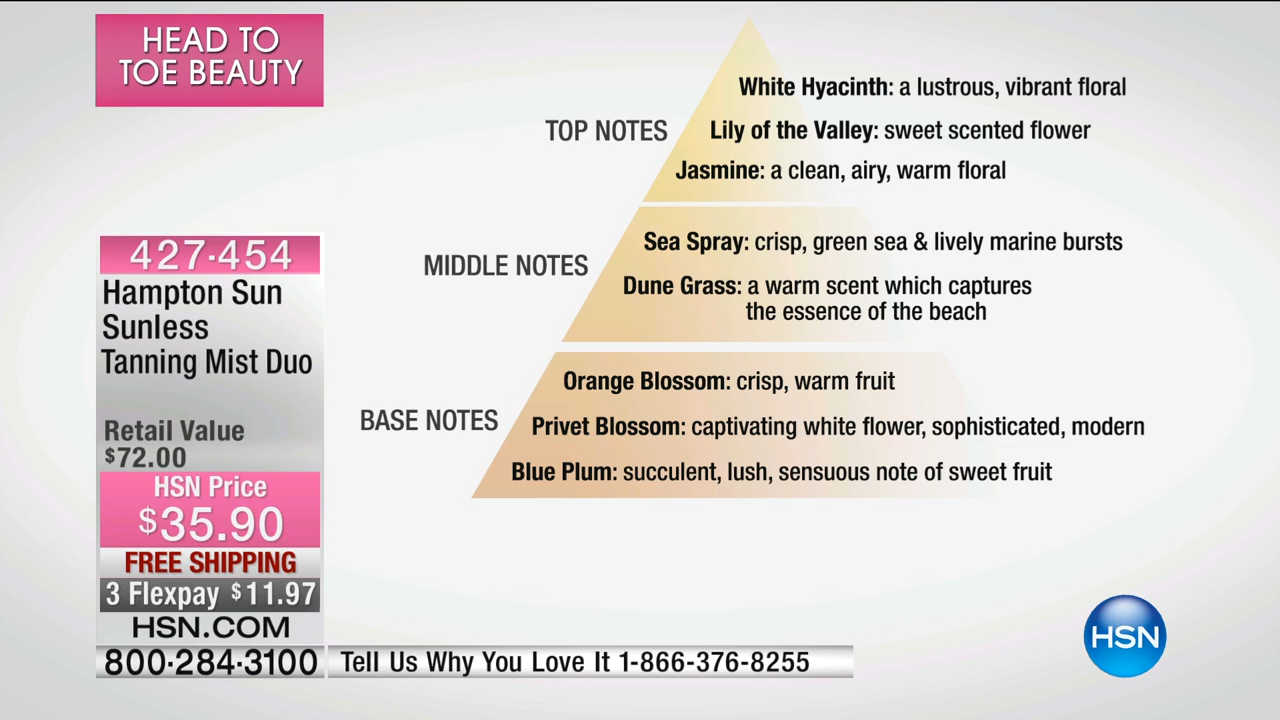 HEAD TO
TOE BEAUTY
427·454
Hampton Sun
Sunless
Tanning Mist Duo
Retail Value
$72.00
HSN Price
$35.90
FREE SHIPPING
3 Flexpay $11.97
HSN.COM
800·284·3100
Tell Us Why You Love It 1-866-376-8255
TOP NOTES
White Hyacinth: a lustrous, vibrant floral
Lily of the Valley: sweet scented flower
Jasmine: a clean, airy, warm floral
MIDDLE NOTES
Sea Spray: crisp, green sea & lively marine bursts
Dune Grass: a warm scent which captures
the essence of the beach
BASE NOTES
Orange Blossom: crisp, warm fruit
Privet Blossom: captivating white flower, sophisticated, modern
Blue Plum: succulent, lush, sensuous note of sweet fruit
HSN